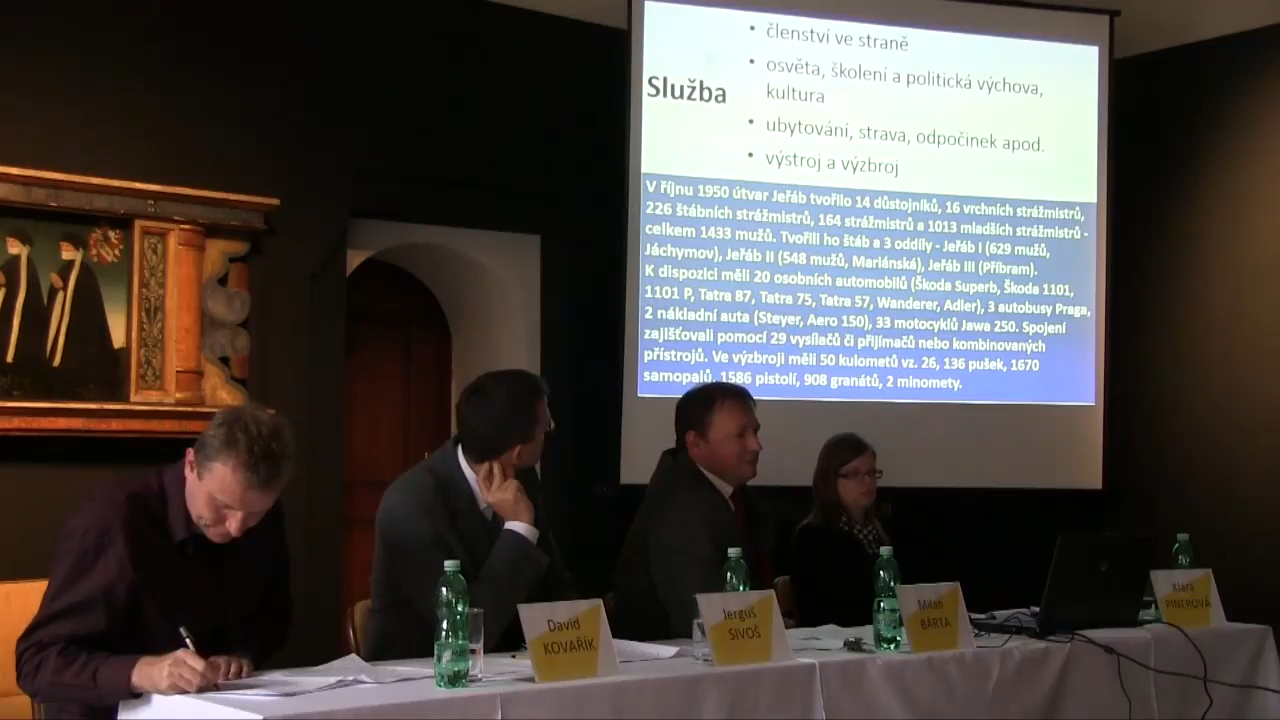 členství ve straně
osvěta, školení a politická výchova,
kultura
Služba
ubytování, strava, odpočinek apod.
výstroj a výzbroj
V říjnu 1950 útvar Jeřáb tvořilo 14 důstojníků, 16 vrchních strážmistrů,
226 štábních strážmistrů, 164 strážmistrů a 1013 mladších strážmistrů -
celkem 1433 mužů. Tvořili ho štáb a 3 oddíly - Jeřáb I (629 mužů,
Jáchymov), Jeřáb II (548 mužů, Mariánská), Jeřáb III (Příbram).
K dispozici měli 20 osobních automobilů (Škoda Superb, Škoda 1101,
1101 P, Tatra 87, Tatra 75, Tatra 57, Wanderer, Adler), 3 autobusy Praga,
2 nákladní auta (Steyer, Aero 150), 33 motocyklů Jawa 250. Spojení
zajišťovali pomocí 29 vysílačů či přijímačů nebo kombinovaných
přístrojů. Ve výzbroji měli 50 kulometů vz. 26, 136 pušek, 1670
samopalů, 1586 pistolí, 908 granátů, 2 minomety.
David
KOVAŘÍK
Jerguš
SIVOŠ
Milan
BÁRTA
Klára
PINEROVÁ